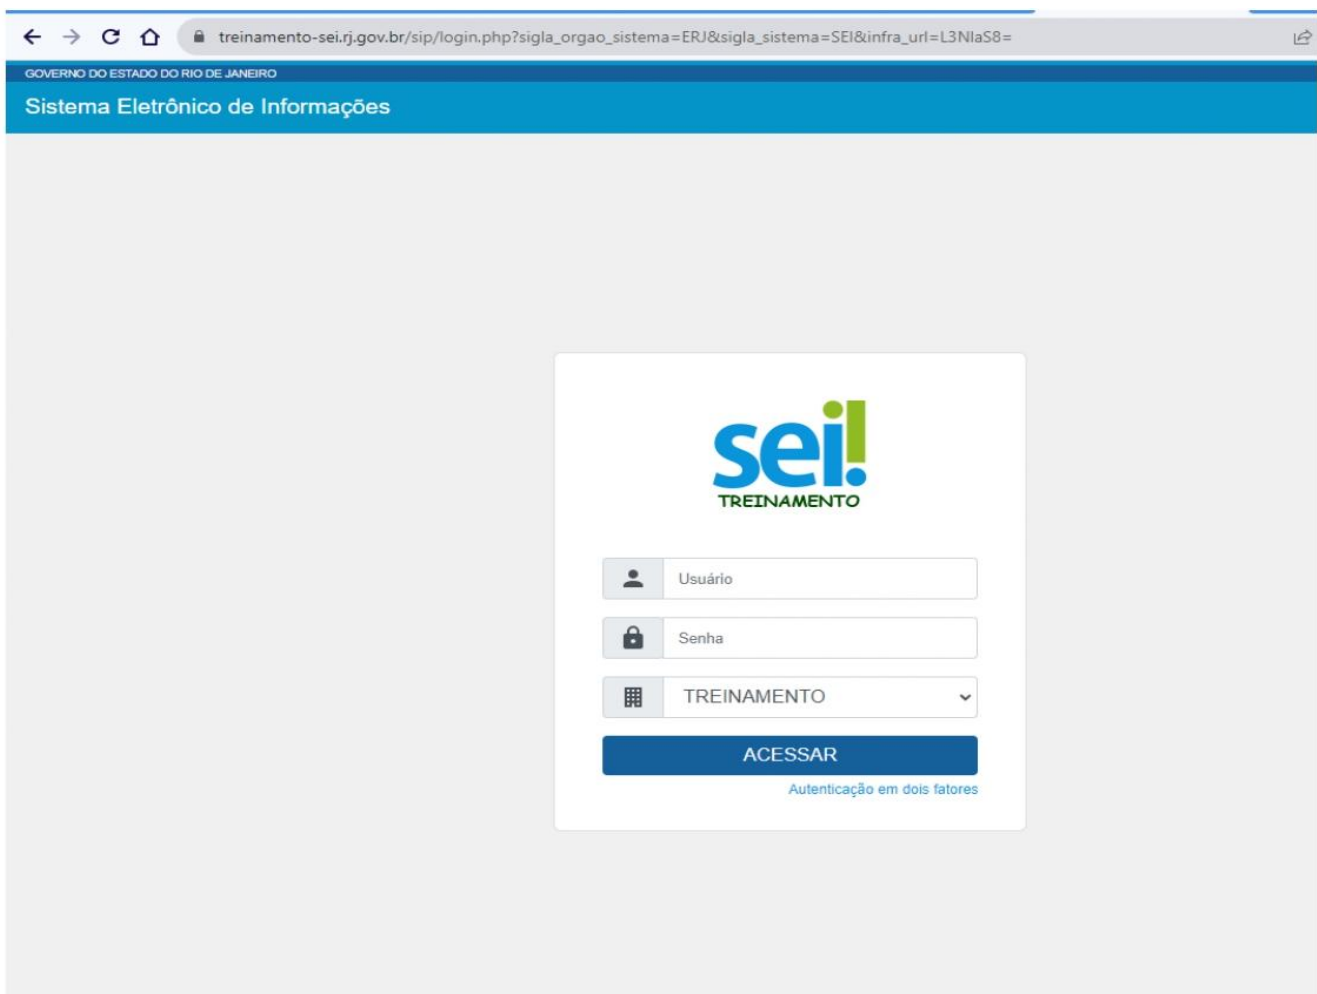 treinamento-sei.rj.gov.br/sip/login.php?sigla_orgao_sistema=ERJ&sigla_sistema=SEI&infra_url=L3NlaS8=
GOVERNO DO ESTADO DO RIO DE JANEIRO
Sistema Eletrônico de Informações
sei!
TREINAMENTO
Usuário
Senha
TREINAMENTO
ACESSAR
Autenticação em dois fatores